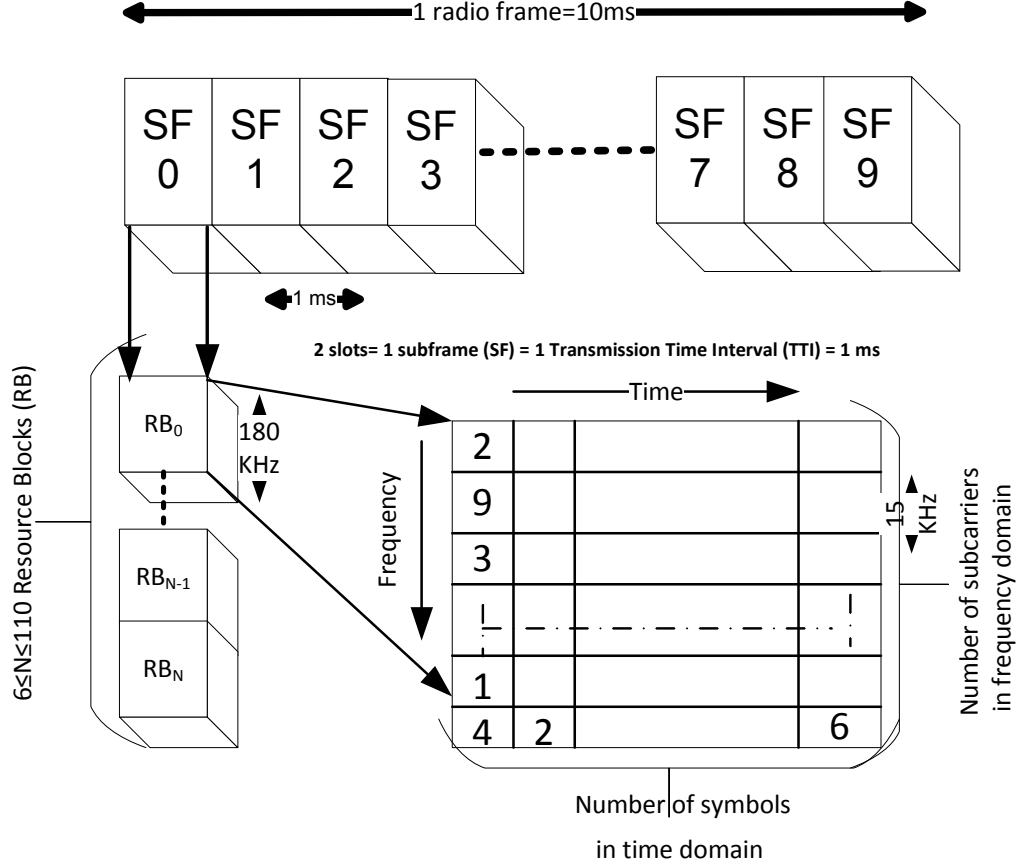 1 radio frame=10ms
SF SF SF SF SF SF SF
0 1 2 3 7 8 9
1 ms
2 slots= 1 subframe (SF) = 1 Transmission Time Interval (TTI) = 1 ms
6≤N≤110 Resource Blocks (RB)
RB0
180
KHz
RBN-1
RBN
Time
Frequency
2
9
3
1
4 2 6
15
KHz
Number of subcarriers
in frequency domain
Number of symbols
in time domain